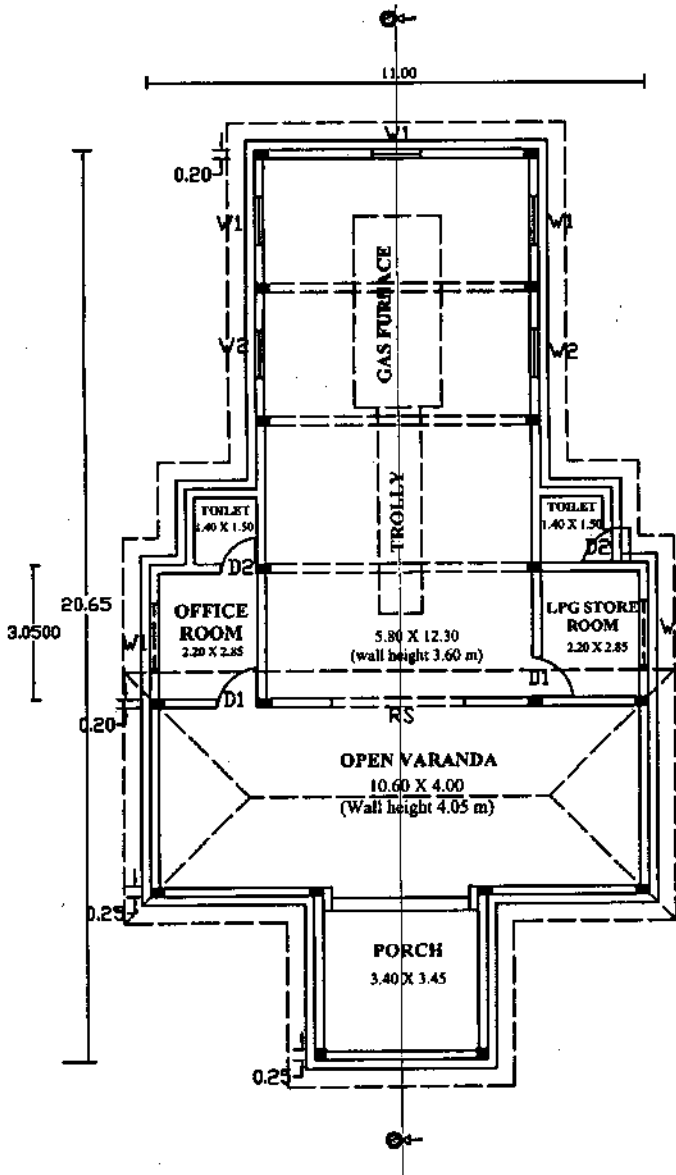 11.00
W1
0.20
W1
W1
GAS FURNACE
W2
W2
TROLLY
TOILET
1.40 X 1.50
TOILET
1.40 X 1.50
D2
D2
20.65
3.0500
OFFICE
ROOM
2.20 X 2.85
5.80 X 12.30
(wall height 3.60 m)
LPG STORE
ROOM
2.20 X 2.85
W1
W
D1
D1
0.20
RS
OPEN VARANDA
10.60 X 4.00
(Wall height 4.05 m)
0.25
PORCH
3.40 X 3.45
0.25